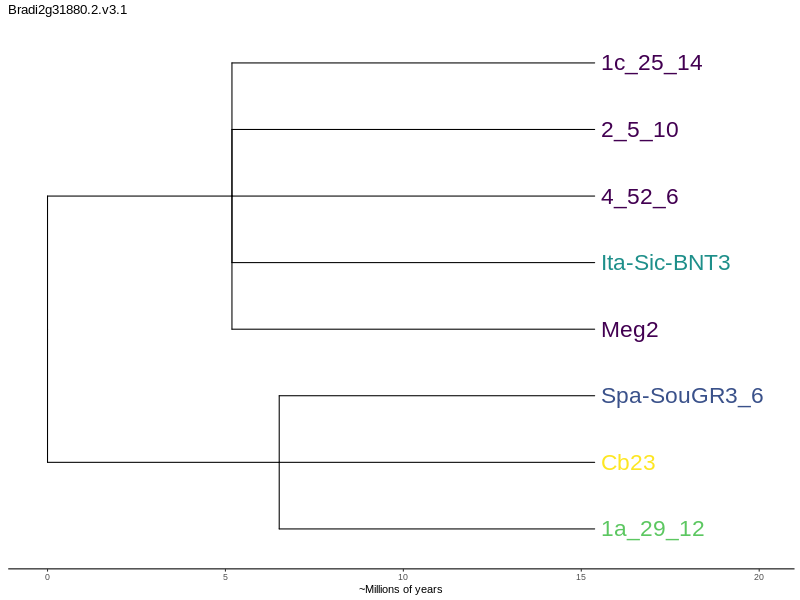 Bradi2g31880.2.v3.1
1c_25_14
2_5_10
4_52_6
Ita-Sic-BNT3
Meg2
Spa-SouGR3_6
Cb23
1a_29_12
0 5 10 15 20
~Millions of years